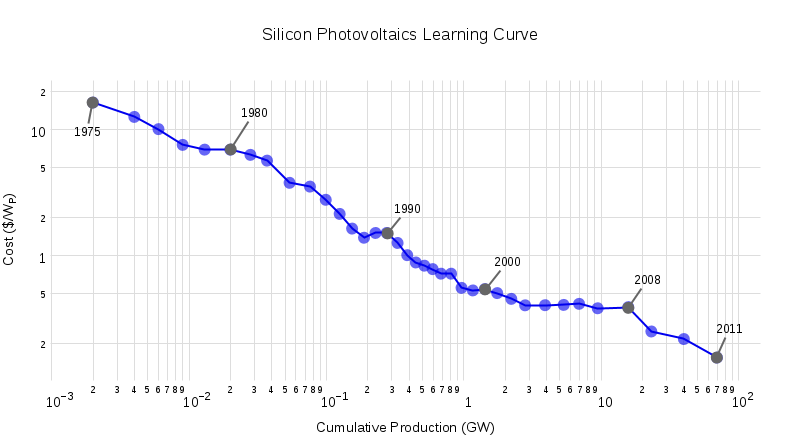 Silicon Photovoltaics Learning Curve
2
1980
10
1975
5
1990
2
Cost ($/Wₚ)
1
2000
2008
5
2011
2
2 3 4 5 6 7 8 9 2 3 4 5 6 7 8 9 2 3 4 5 6 7 8 9 2 3 4 5 6 7 8 9 2 3 4 5 6 7 8 9
10⁻³ 10⁻² 10⁻¹ 1 10 10²
Cumulative Production (GW)